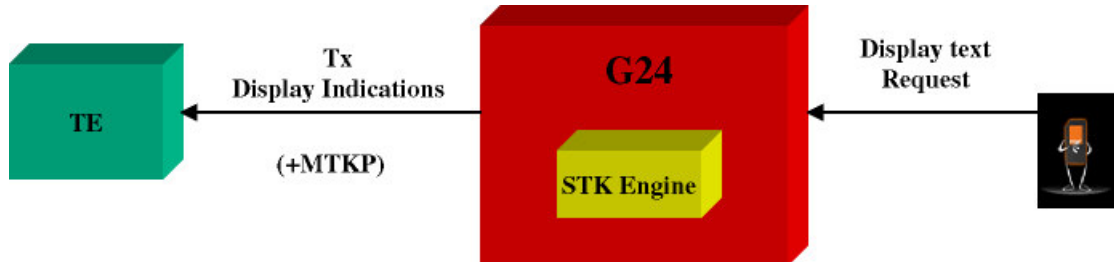 TE
Tx
Display Indications
(+MTKP)
G24
STK Engine
Display text
Request